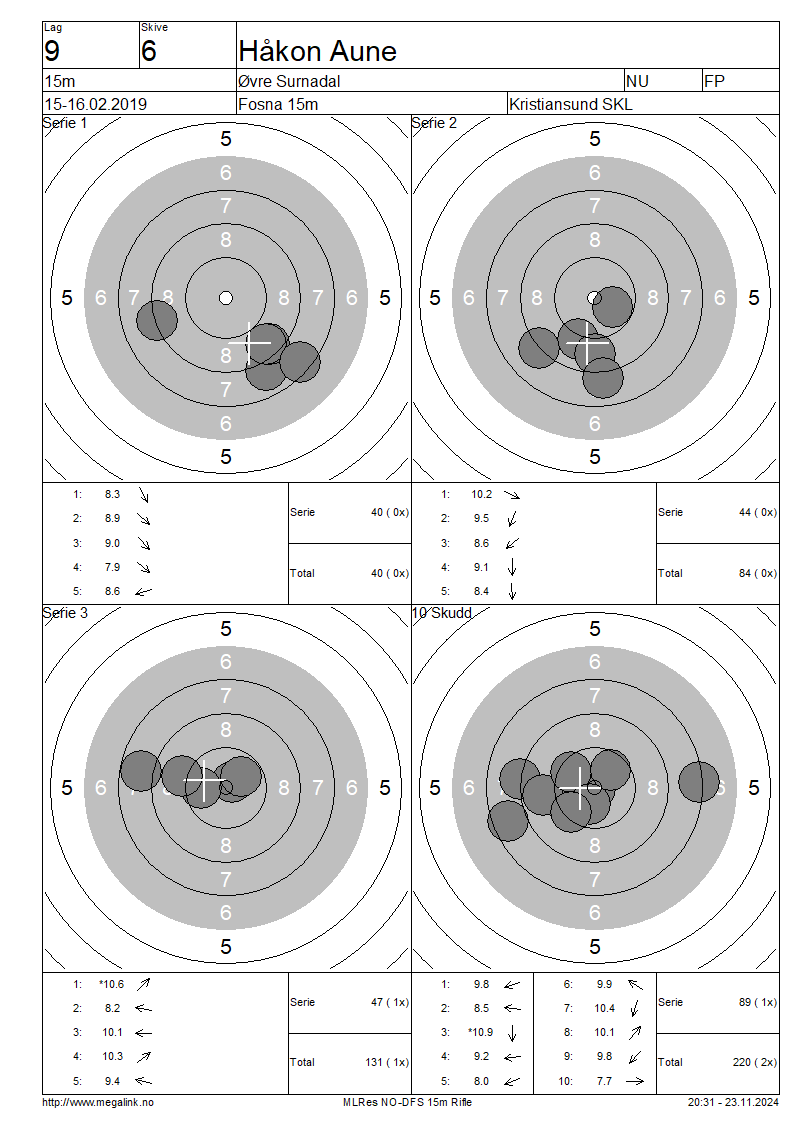 Lag
Skive
9
6
Håkon Aune
15m
Øvre Surnadal
NU
FP
15-16.02.2019
Fosna 15m
Kristiansund SKL
Serie 1
5
6
7
8
5 6 7 8 8 7 6 5
8
7
6
5
Serie 2
5
6
7
8
5 6 7 8 8 7 6 5
7
6
5
1: 8.3
2: 8.9
3: 9.0
4: 7.9
5: 8.6
Serie 40 ( 0x)
Total 40 ( 0x)
1: 10.2
2: 9.5
3: 8.6
4: 9.1
5: 8.4
Serie 44 ( 0x)
Total 84 ( 0x)
Serie 3
5
6
7
8
5 6 7 8 8 7 6 5
8
7
6
5
10 Skudd
5
6
7
8
5 6 7 8 6 5
8
7
6
5
1: *10.6
2: 8.2
3: 10.1
4: 10.3
5: 9.4
Serie 47 ( 1x)
Total 131 ( 1x)
1: 9.8
2: 8.5
3: *10.9
4: 9.2
5: 8.0
6: 9.9
7: 10.4
8: 10.1
9: 9.8
10: 7.7
Serie 89 ( 1x)
Total 220 ( 2x)
http://www.megalink.no
MLRes NO-DFS 15m Rifle
20:31 - 23.11.2024